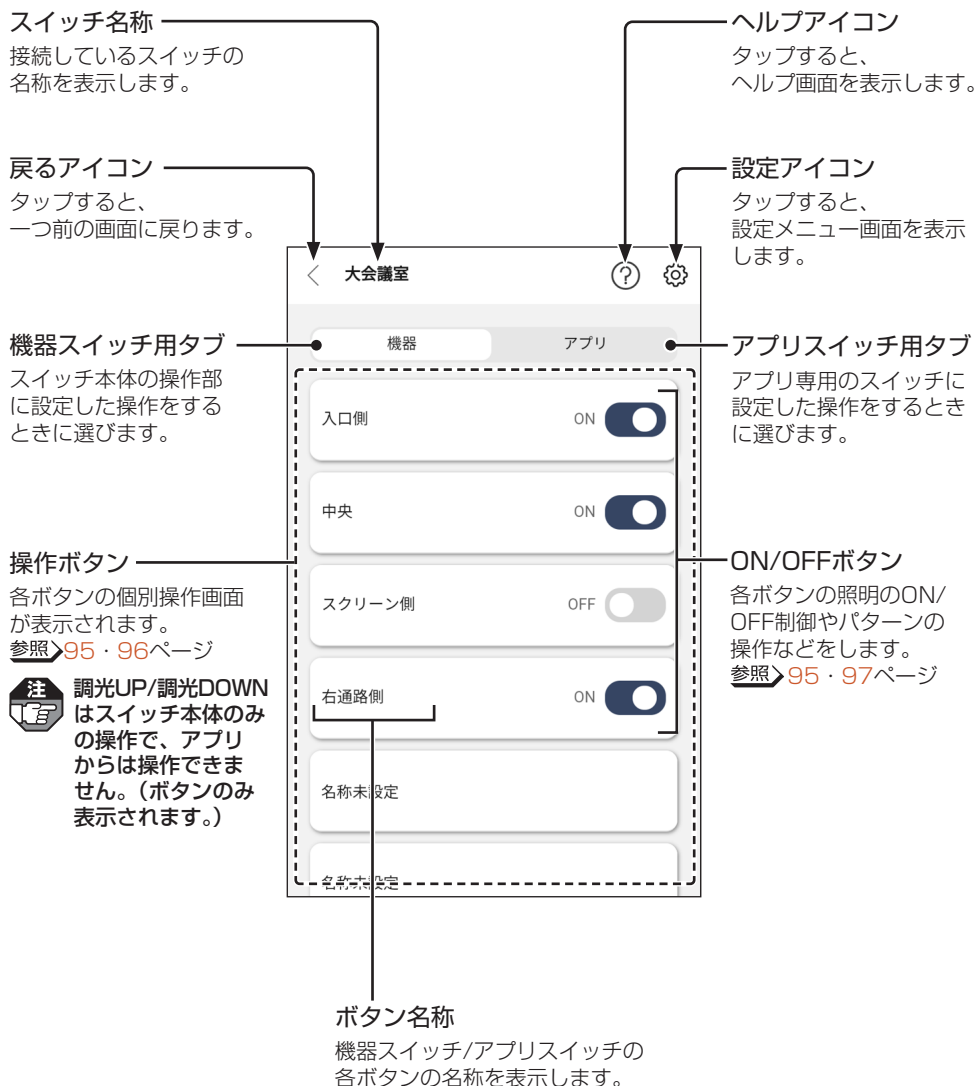 スイッチ名称
接続しているスイッチの
名称を表示します。
ヘルプアイコン
タップすると、
ヘルプ画面を表示します。
戻るアイコン
タップすると、
一つ前の画面に戻ります。
設定アイコン
タップすると、
設定メニュー画面を表示
します。
大会議室
機器スイッチ用タブ
スイッチ本体の操作部
に設定した操作をする
ときに選びます。
機器
アプリ
アプリスイッチ用タブ
アプリ専用のスイッチに
設定した操作をするとき
に選びます。
入口側 ON
中央 ON
スクリーン側 OFF
右通路側 ON
名称未設定
名称未設定
操作ボタン
各ボタンの個別操作画面
が表示されます。
参照 95・96ページ
注 調光UP/調光DOWN
はスイッチ本体のみ
の操作で、アプリ
からは操作できま
せん。（ボタンのみ
表示されます。）
ON/OFFボタン
各ボタンの照明のON/
OFF制御やパターンの
操作などをします。
参照 95・97ページ
ボタン名称
機器スイッチ/アプリスイッチの
各ボタンの名称を表示します。